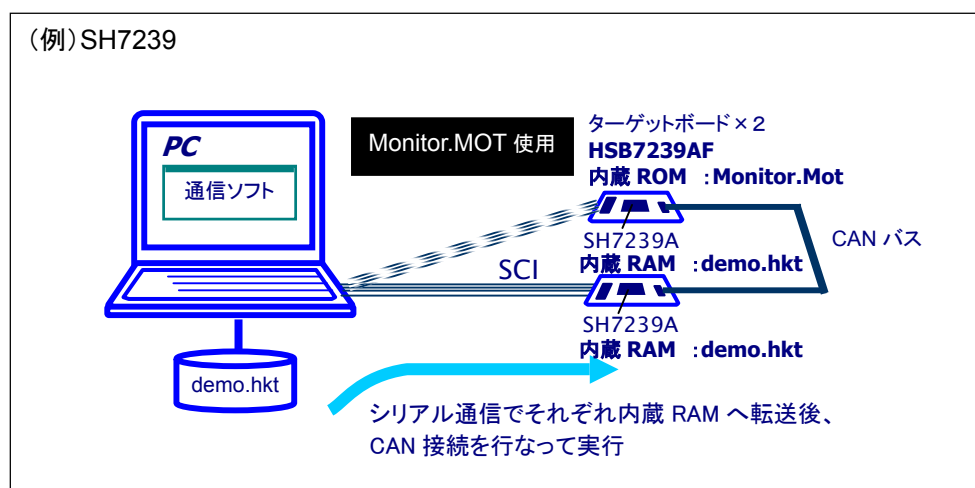 （例）SH7239
PC
通信ソフト
demo.hkt
Monitor.MOT 使用
ターゲットボード×２
HSB7239AF
内蔵 ROM ：Monitor.Mot
SH7239A
内蔵 RAM ：demo.hkt
SCI
CAN バス
SH7239A
内蔵 RAM ：demo.hkt
シリアル通信でそれぞれ内蔵 RAM へ転送後、
CAN 接続を行なって実行